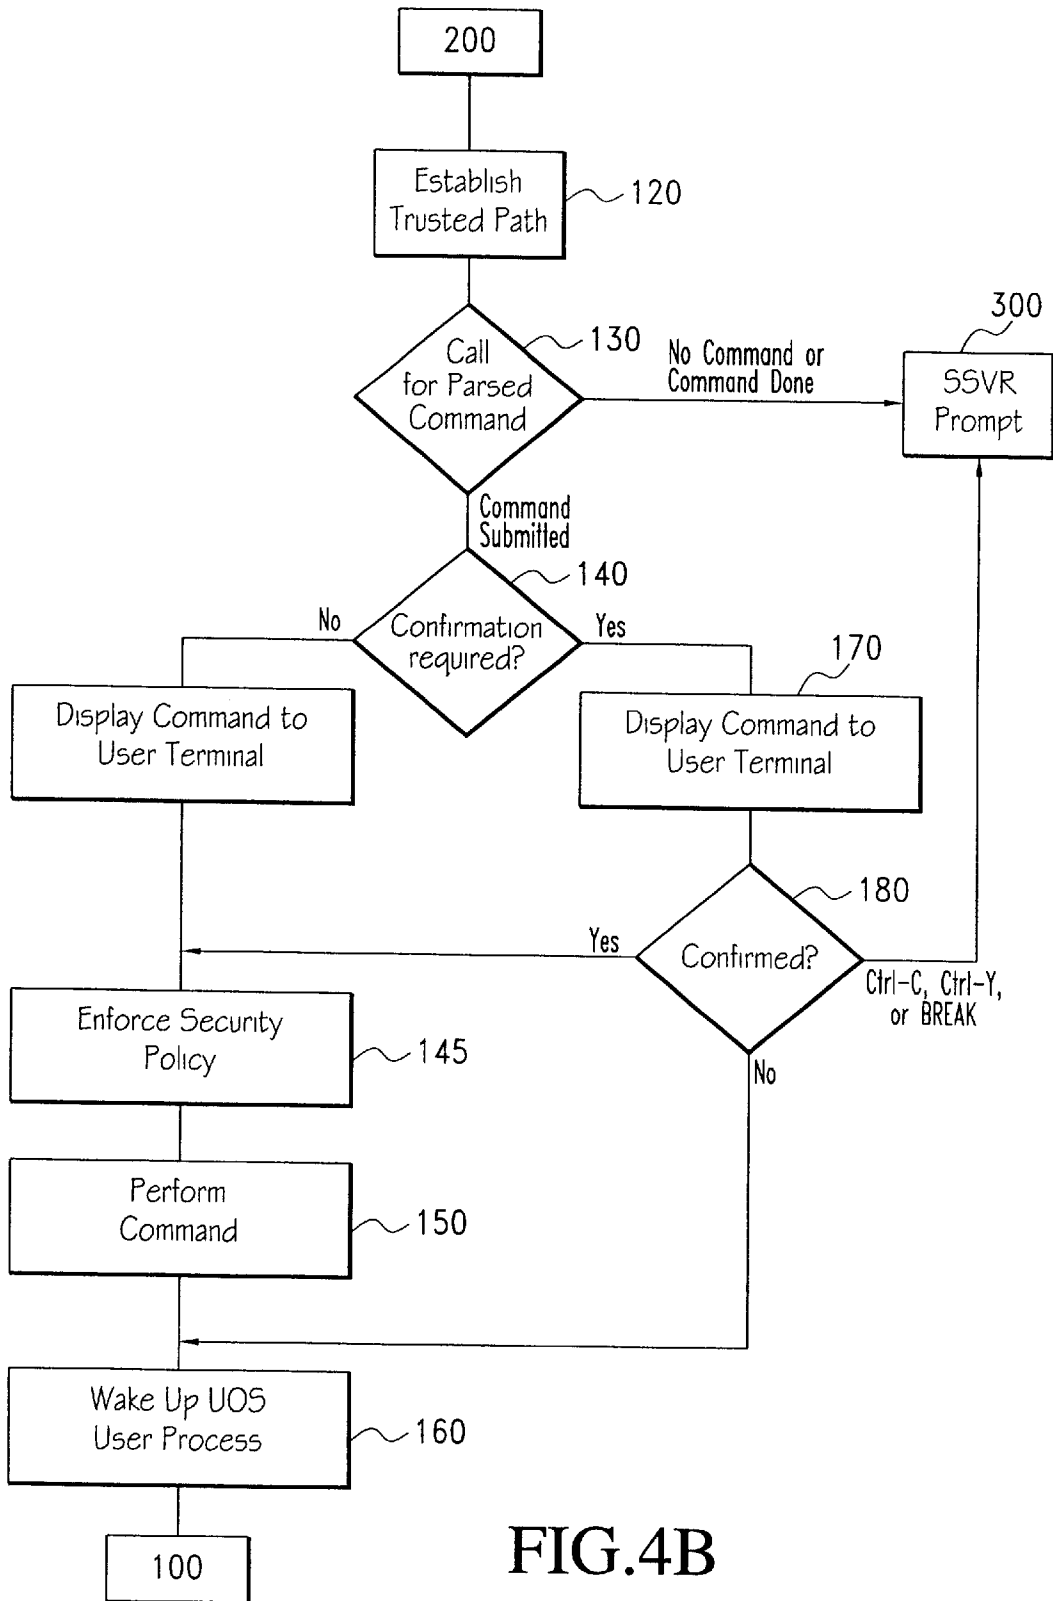 200
Establish
Trusted Path
120
300
Call
for Parsed
Command
130
No Command or
Command Done
SSVR
Prompt
Command
Submitted
140
No
Confirmation
required?
Yes
170
Display Command to
User Terminal
Display Command to
User Terminal
180
Yes
Confirmed?
Ctrl-C, Ctrl-Y,
or BREAK
Enforce Security
Policy
145
No
Perform
Command
150
Wake Up UOS
User Process
160
100
FIG.4B